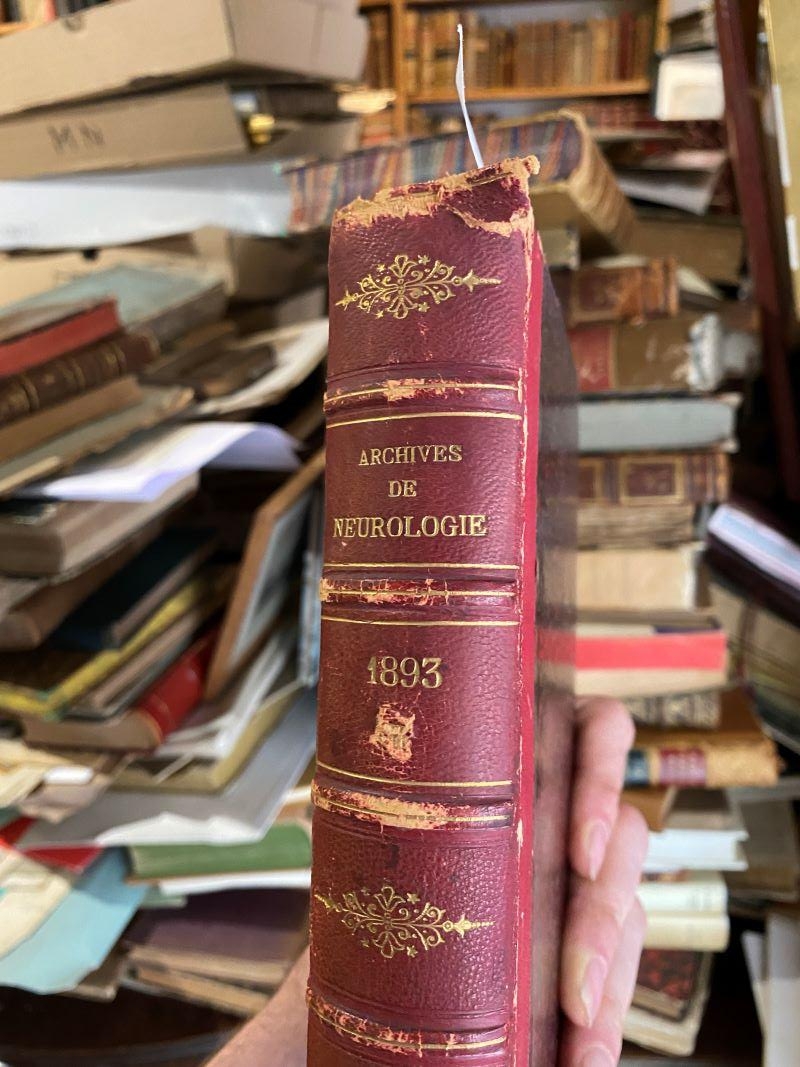 ARCHIVES
DE
NEUROLOGIE
1893